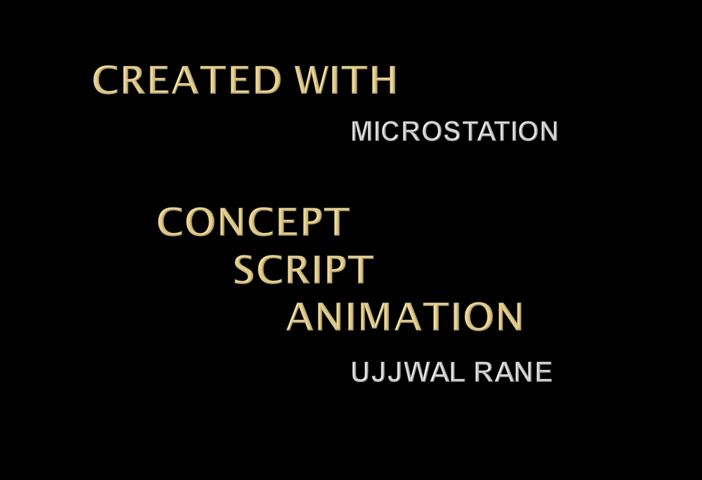 CREATED WITH
MICROSTATION
CONCEPT
SCRIPT
ANIMATION
UJJWAL RANE